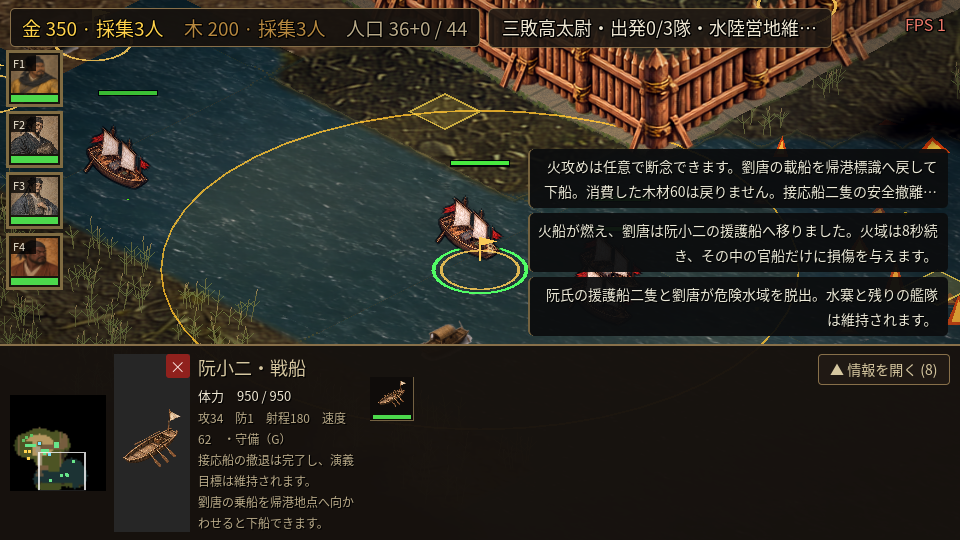 金 350・採集3人 木 200・採集3人 人口 36+0 / 44
三敗高太尉・出発0/3隊・水陸営地維…
FPS 1
F1
F2
F3
F4
火攻めは任意で断念できます。劉唐の載船を帰港標識へ戻して
下船。消費した木材60は戻りません。接応船二隻の安全撤離…
火船が燃え、劉唐は阮小二の援護船へ移りました。火域は8秒続
き、その中の官船だけに損傷を与えます。
阮氏の援護船二隻と劉唐が危険水域を脱出。水寨と残りの艦隊
は維持されます。
阮小二・戦船
体力 950 / 950
攻34 防1 射程180 速度
62 ・守備（G）
接応船の撤退は完了し、演義
目標は維持されます。
劉唐の乗船を帰港地点へ向か
わせると下船できます。
▲ 情報を開く (8)